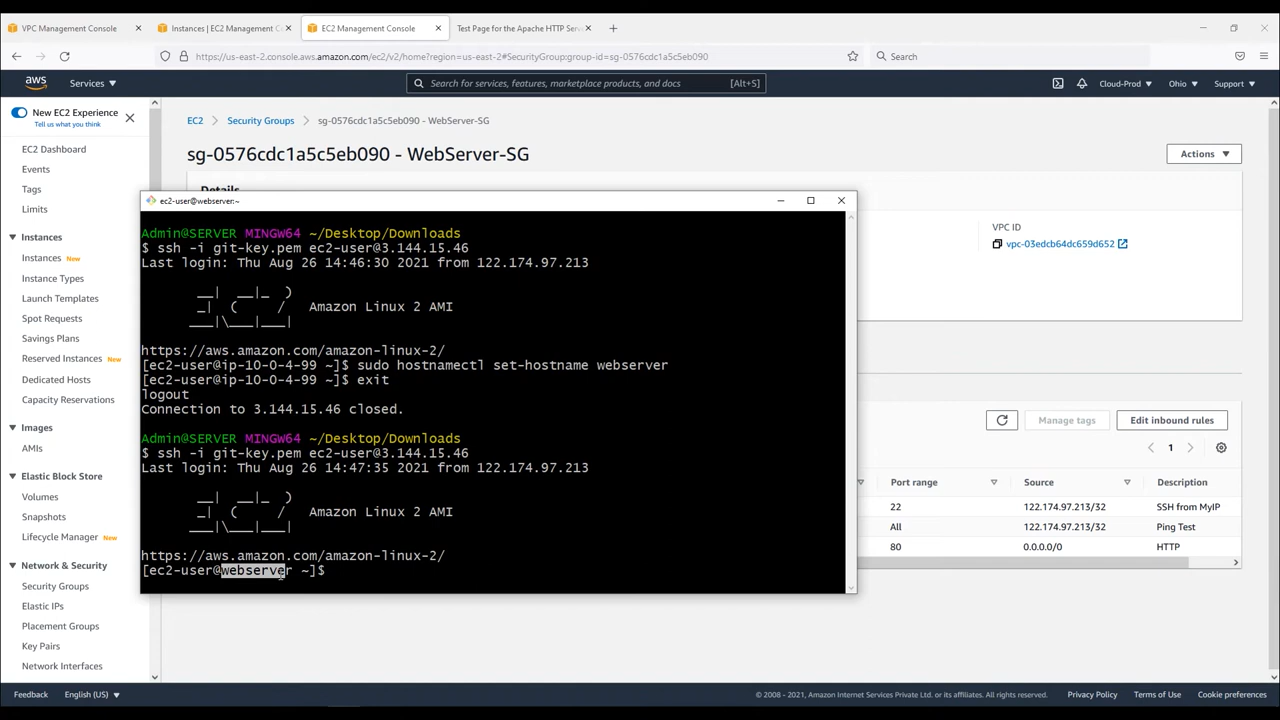 VPC Management Console
Instances | EC2 Management C
EC2 Management Console
Test Page for the Apache HTTP Serv
https://us-east-2.console.aws.amazon.com/ec2/v2/home?region=us-east-2#SecurityGroup:group-id=sg-0576cdc1a5c5eb090
Search
aws
Services
Search for services, features, marketplace products, and docs
[Alt+S]
Cloud-Prod
Ohio
Support
New EC2 Experience
Tell us what you think
EC2 Dashboard
Events
Tags
Limits
Instances
Instances New
Instance Types
Launch Templates
Spot Requests
Savings Plans
Reserved Instances New
Dedicated Hosts
Capacity Reservations
Images
AMIs
Elastic Block Store
Volumes
Snapshots
Lifecycle Manager New
Network & Security
Security Groups
Elastic IPs
Placement Groups
Key Pairs
Network Interfaces
EC2
Security Groups
sg-0576cdc1a5c5eb090 - WebServer-SG
sg-0576cdc1a5c5eb090 - WebServer-SG
Actions
Details
VPC ID
vpc-03edcb64dc659d652
ec2-user@webserver:~
Admin@SERVER MINGW64 ~/Desktop/Downloads
$ ssh -i git-key.pem ec2-user@3.144.15.46
Last login: Thu Aug 26 14:46:30 2021 from 122.174.97.213
__|  __|_  )
_|  (     /   Amazon Linux 2 AMI
___|\___|___|
https://aws.amazon.com/amazon-linux-2/
[ec2-user@ip-10-0-4-99 ~]$ sudo hostnamectl set-hostname webserver
[ec2-user@ip-10-0-4-99 ~]$ exit
logout
Connection to 3.144.15.46 closed.
Admin@SERVER MINGW64 ~/Desktop/Downloads
$ ssh -i git-key.pem ec2-user@3.144.15.46
Last login: Thu Aug 26 14:47:35 2021 from 122.174.97.213
__|  __|_  )
_|  (     /   Amazon Linux 2 AMI
___|\___|___|
https://aws.amazon.com/amazon-linux-2/
[ec2-user@webserver ~]$
Manage tags
Edit inbound rules
1
Port range
Source
Description
22
122.174.97.213/32
SSH from MyIP
All
122.174.97.213/32
Ping Test
80
0.0.0.0/0
HTTP
Feedback
English (US)
© 2008 - 2021, Amazon Internet Services Private Ltd. or its affiliates. All rights reserved.
Privacy Policy
Terms of Use
Cookie preferences